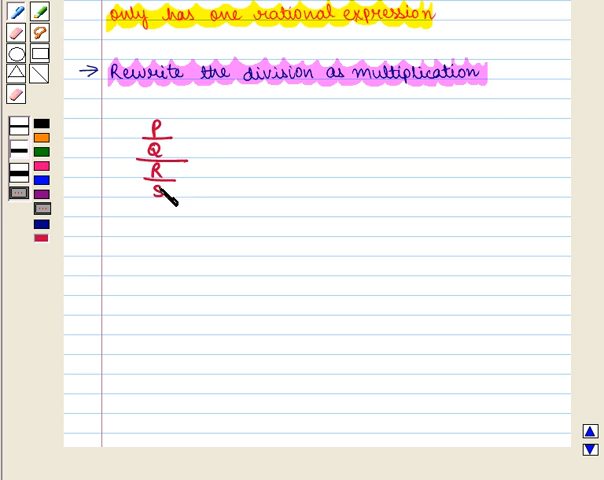 only has one rational expression
→ Rewrite the division as multiplication
P
Q
R
S